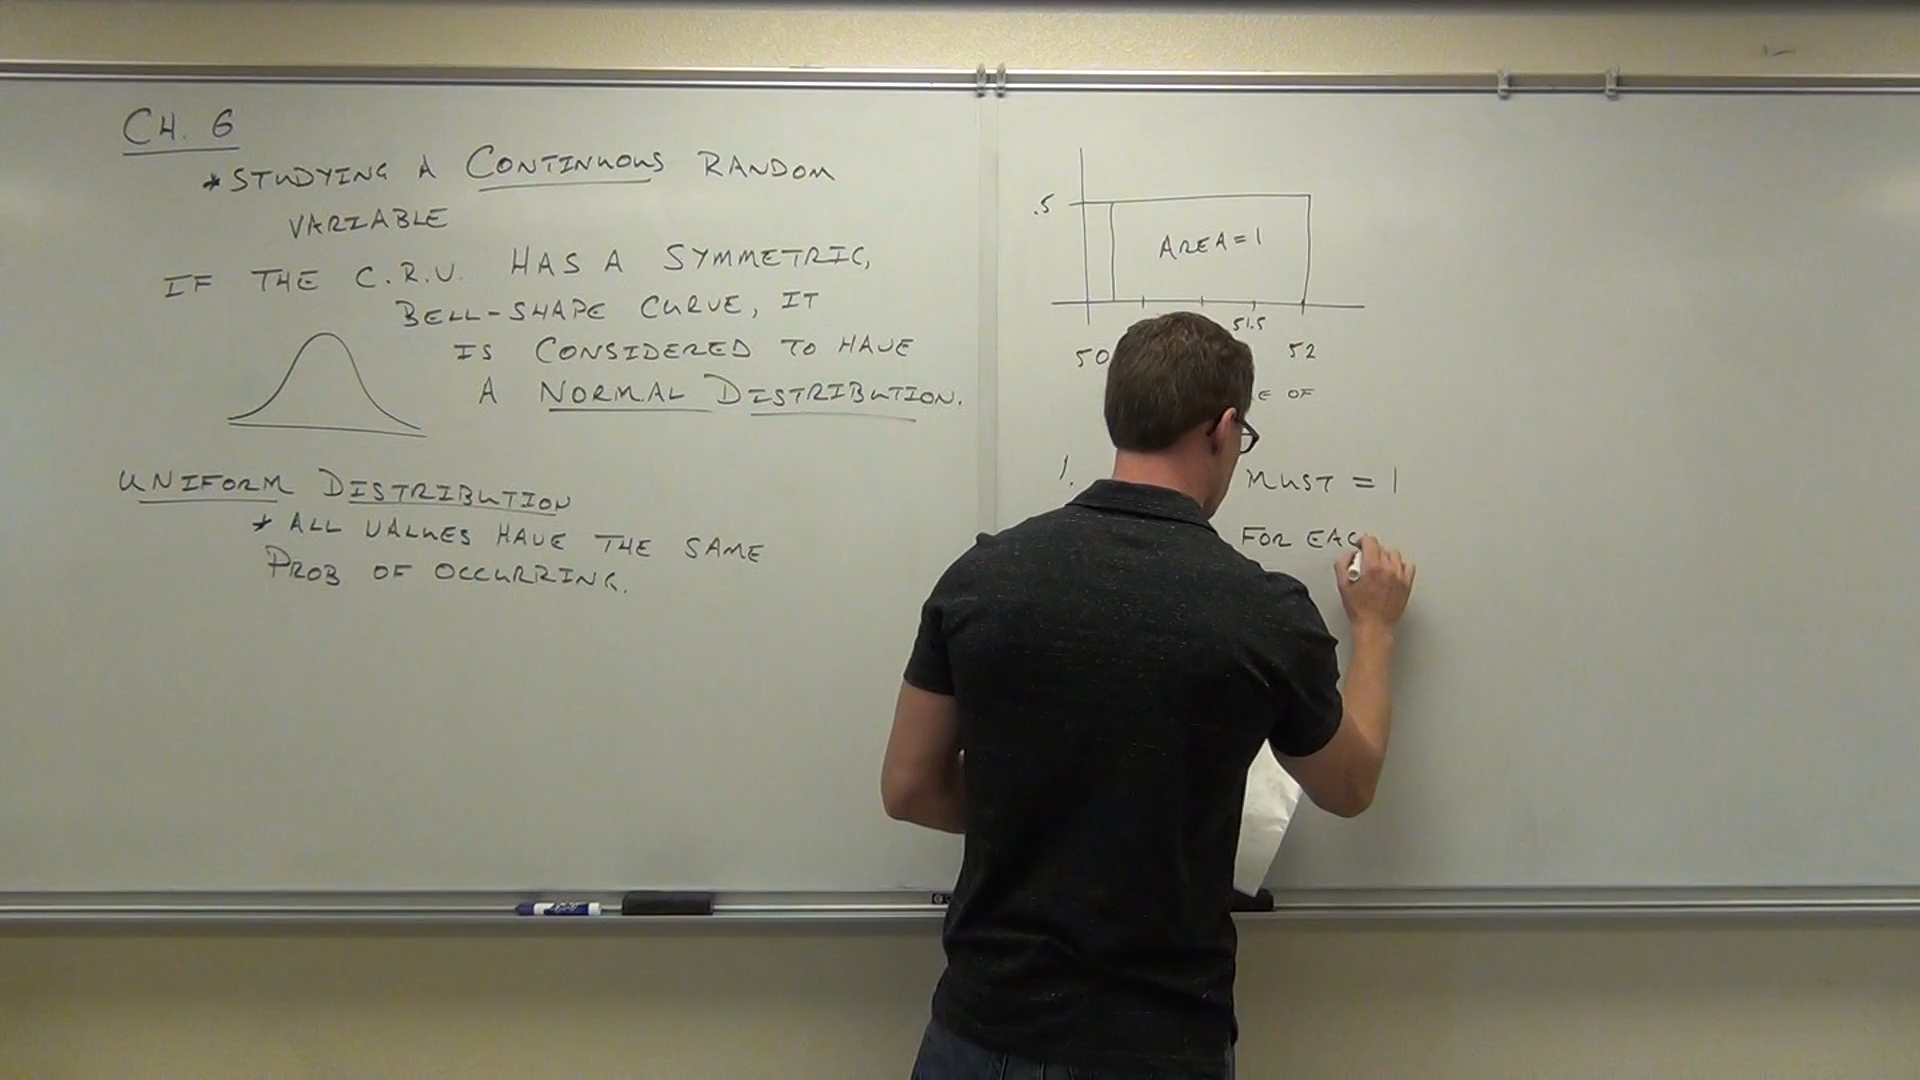 CH. 6
* STUDYING A CONTINUOUS RANDOM
VARIABLE
IF THE C.R.V. HAS A SYMMETRIC,
BELL-SHAPE CURVE, IT
IS CONSIDERED TO HAVE
A NORMAL DISTRIBUTION.
UNIFORM DISTRIBUTION
* ALL VALUES HAVE THE SAME
PROB OF OCCURRING.
.5
AREA = 1
51.5
50 52
OF
1. MUST = 1
FOR EAC